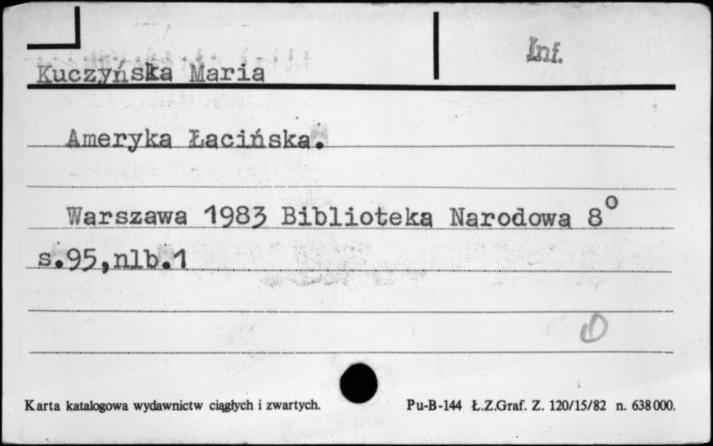 Inf.
Kuczyńska Maria
Ameryka Łacińska.
Warszawa 1983 Biblioteka Narodowa 8°
s.95,nlb.1
Karta katalogowa wydawnictw ciągłych i zwartych. Pu-B-144 Ł.Z.Graf. Z. 120/15/82 n. 638000.